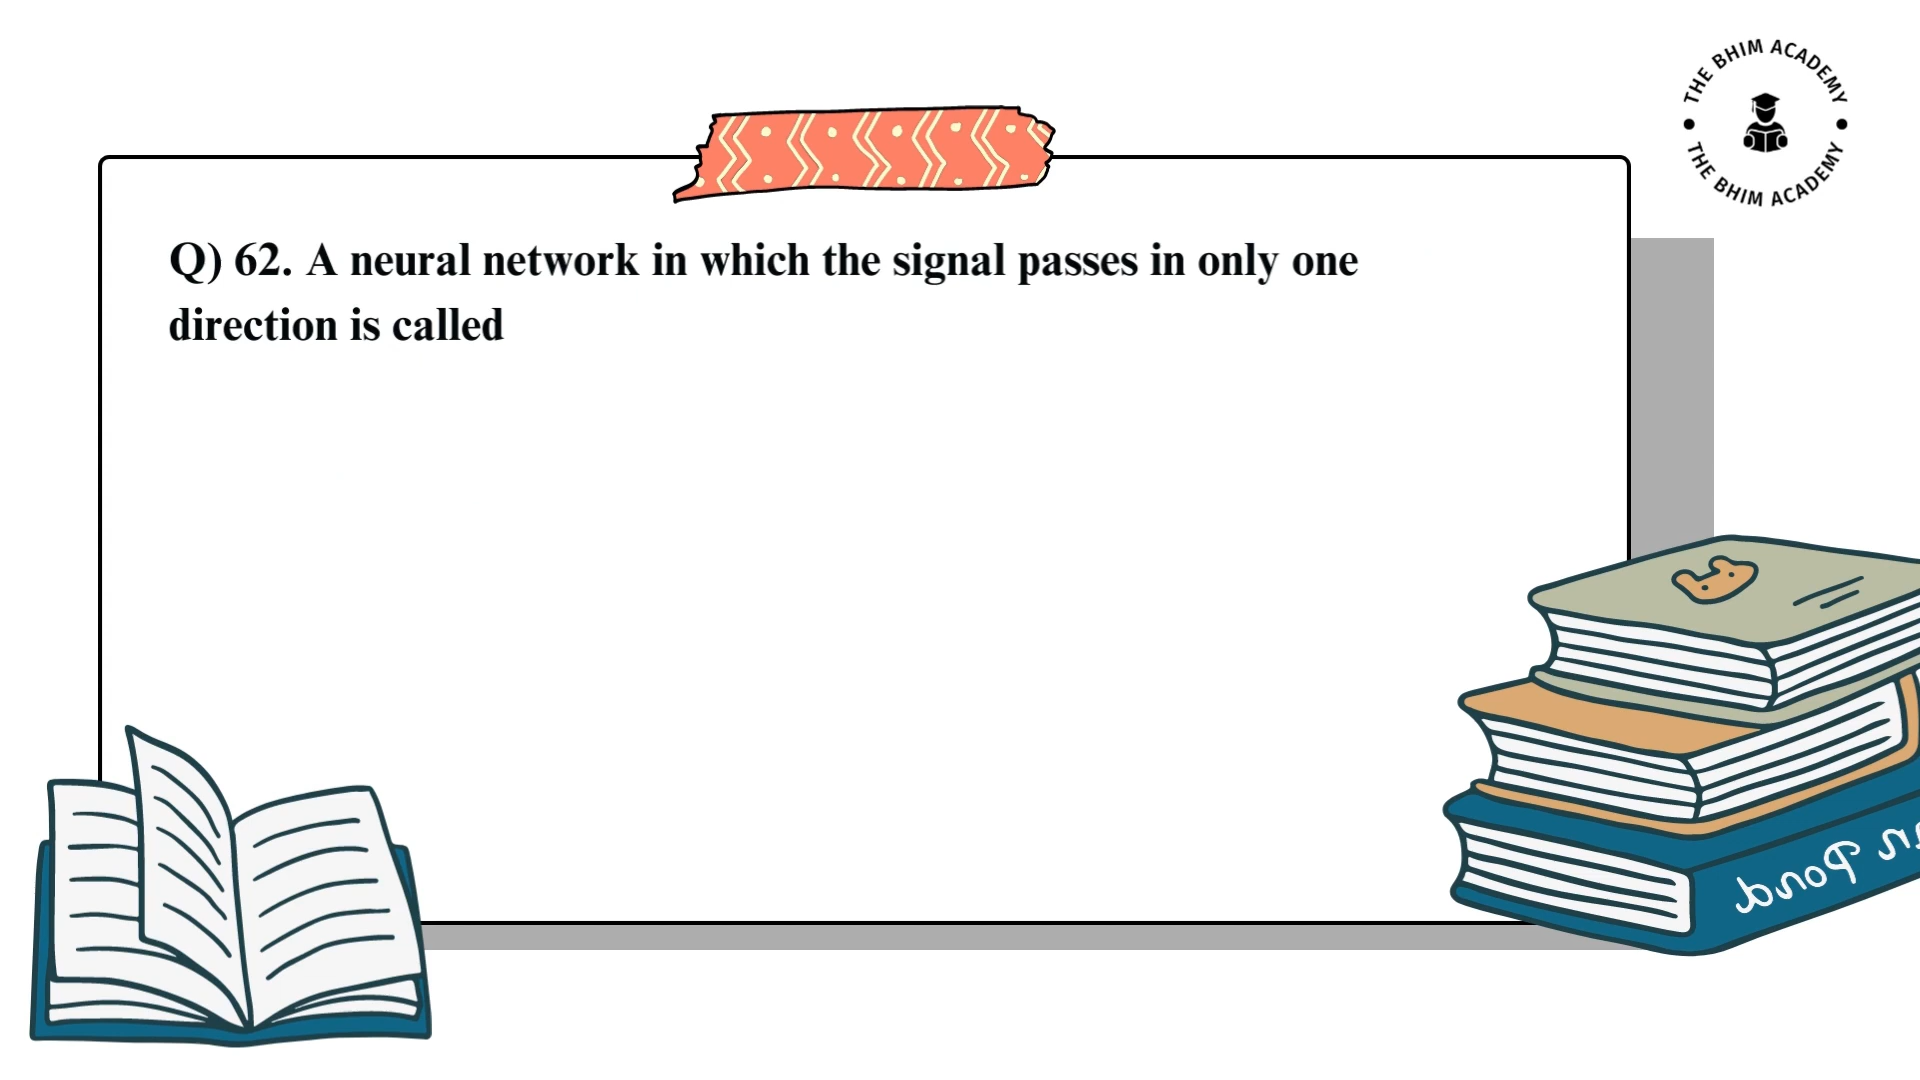 THE BHIM ACADEMY
THE BHIM ACADEMY
Q) 62. A neural network in which the signal passes in only one
direction is called
Pond